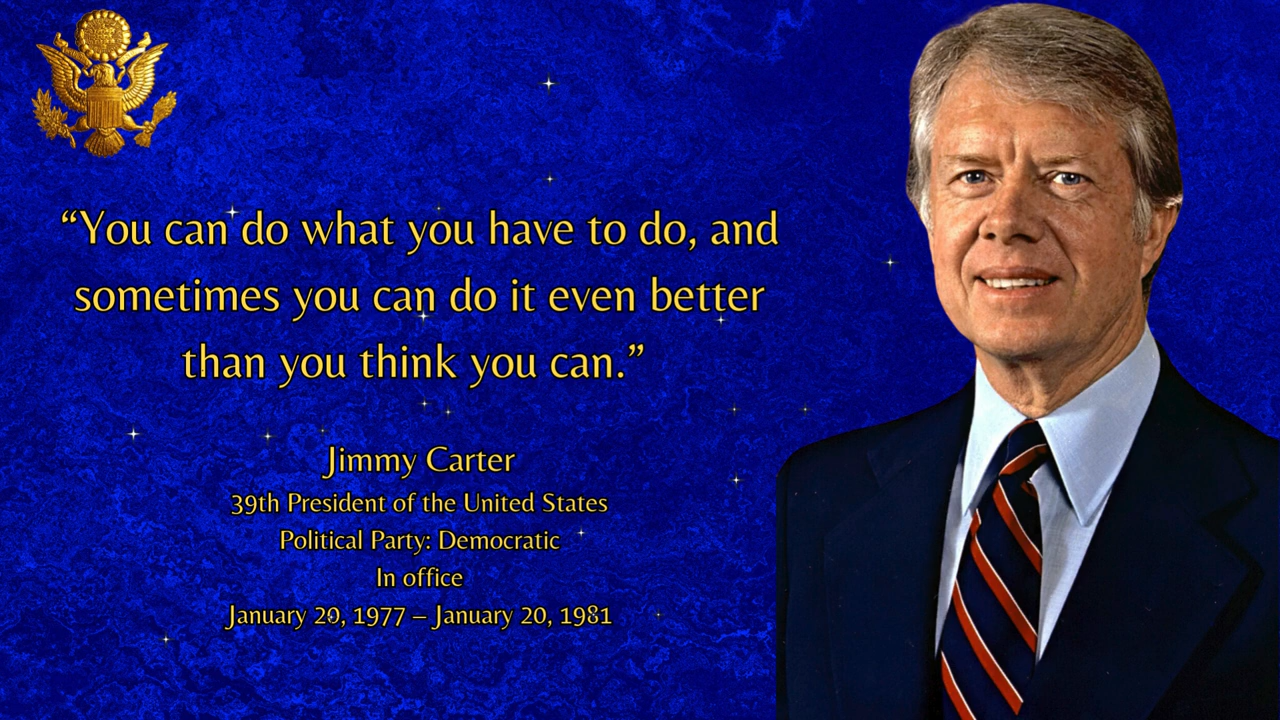 “You can do what you have to do, and
sometimes you can do it even better
than you think you can.”
Jimmy Carter
39th President of the United States
Political Party: Democratic
In office
January 20, 1977 – January 20, 1981